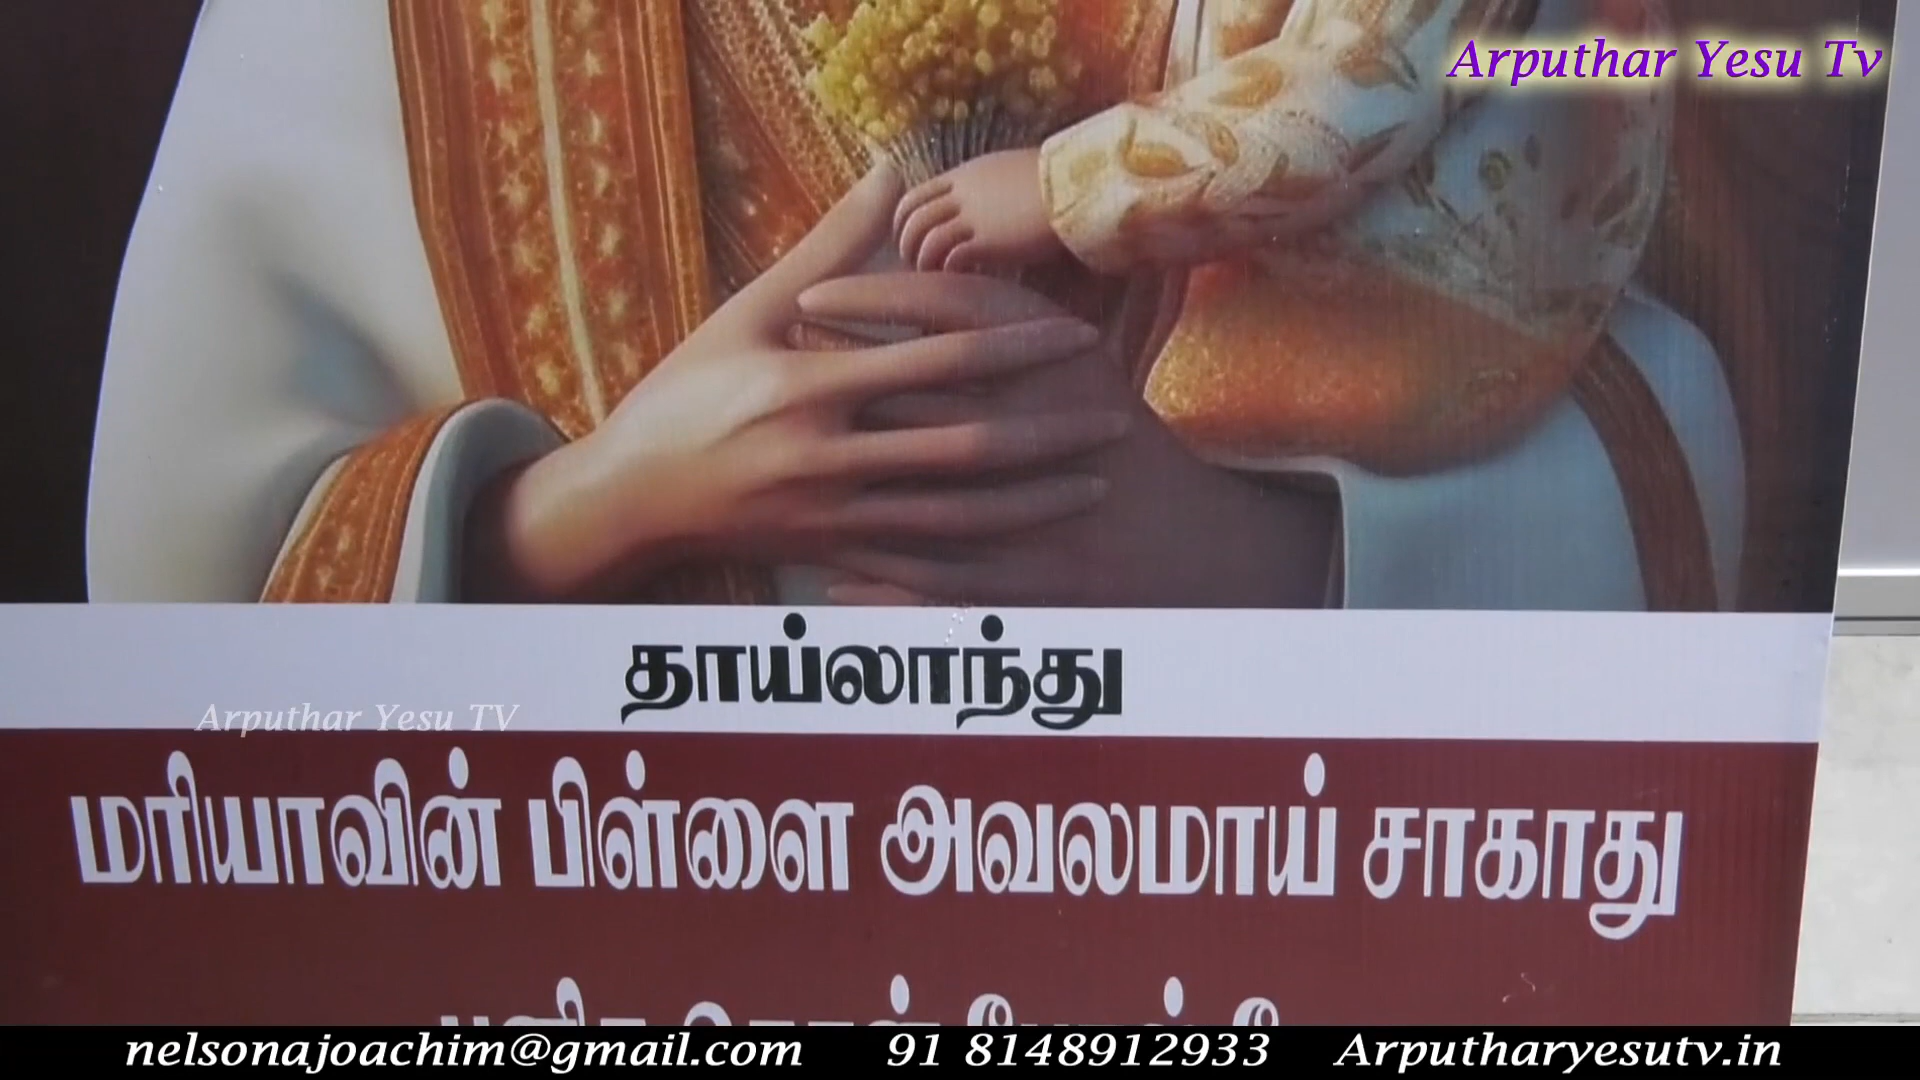 Arputhar Yesu Tv
தாய்லாந்து
Arputhar Yesu TV
மரியாவின் பிள்ளை அவலமாய் சாகாது
nelsonajoachim@gmail.com 91 8148912933 Arputharyesutv.in